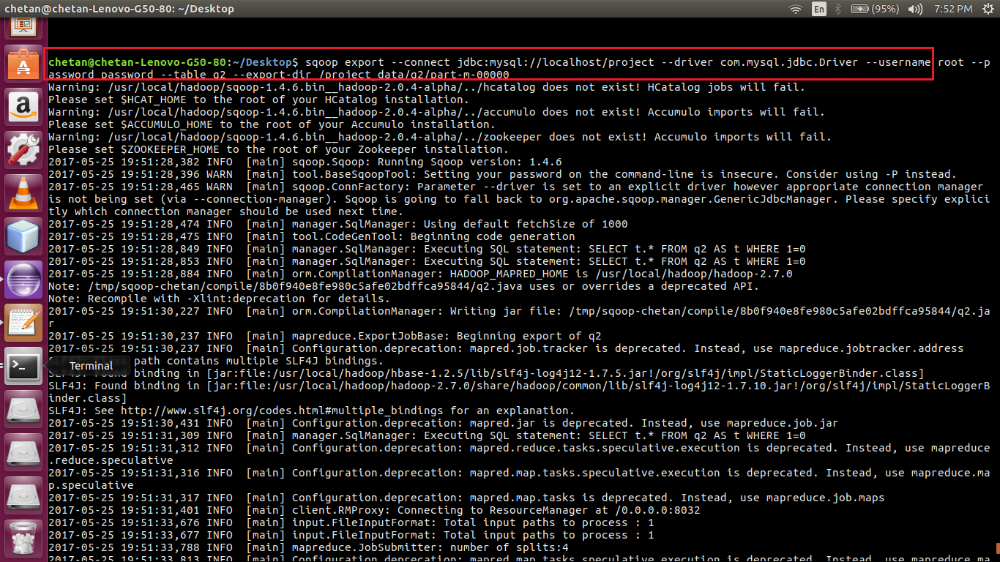 chetan@chetan-Lenovo-G50-80: ~/Desktop
En
(95%)
7:52 PM
chetan@chetan-Lenovo-G50-80:~/Desktop$ sqoop export --connect jdbc:mysql://localhost/project --driver com.mysql.jdbc.Driver --username root --p
assword password --table q2 --export-dir /project_data/q2/part-m-00000
Warning: /usr/local/hadoop/sqoop-1.4.6.bin__hadoop-2.0.4-alpha/../hcatalog does not exist! HCatalog jobs will fail.
Please set $HCAT_HOME to the root of your HCatalog installation.
Warning: /usr/local/hadoop/sqoop-1.4.6.bin__hadoop-2.0.4-alpha/../accumulo does not exist! Accumulo imports will fail.
Please set $ACCUMULO_HOME to the root of your Accumulo installation.
Warning: /usr/local/hadoop/sqoop-1.4.6.bin__hadoop-2.0.4-alpha/../zookeeper does not exist! Accumulo imports will fail.
Please set $ZOOKEEPER_HOME to the root of your Zookeeper installation.
2017-05-25 19:51:28,382 INFO  [main] sqoop.Sqoop: Running Sqoop version: 1.4.6
2017-05-25 19:51:28,396 WARN  [main] tool.BaseSqoopTool: Setting your password on the command-line is insecure. Consider using -P instead.
2017-05-25 19:51:28,465 WARN  [main] sqoop.ConnFactory: Parameter --driver is set to an explicit driver however appropriate connection manager
is not being set (via --connection-manager). Sqoop is going to fall back to org.apache.sqoop.manager.GenericJdbcManager. Please specify explici
tly which connection manager should be used next time.
2017-05-25 19:51:28,474 INFO  [main] manager.SqlManager: Using default fetchSize of 1000
2017-05-25 19:51:28,475 INFO  [main] tool.CodeGenTool: Beginning code generation
2017-05-25 19:51:28,849 INFO  [main] manager.SqlManager: Executing SQL statement: SELECT t.* FROM q2 AS t WHERE 1=0
2017-05-25 19:51:28,853 INFO  [main] manager.SqlManager: Executing SQL statement: SELECT t.* FROM q2 AS t WHERE 1=0
2017-05-25 19:51:28,884 INFO  [main] orm.CompilationManager: HADOOP_MAPRED_HOME is /usr/local/hadoop/hadoop-2.7.0
Note: /tmp/sqoop-chetan/compile/8b0f940e8fe980c5afe02bdffca95844/q2.java uses or overrides a deprecated API.
Note: Recompile with -Xlint:deprecation for details.
2017-05-25 19:51:30,227 INFO  [main] orm.CompilationManager: Writing jar file: /tmp/sqoop-chetan/compile/8b0f940e8fe980c5afe02bdffca95844/q2.ja
r
2017-05-25 19:51:30,237 INFO  [main] mapreduce.ExportJobBase: Beginning export of q2
2017-05-25 19:51:30,237 INFO  [main] Configuration.deprecation: mapred.job.tracker is deprecated. Instead, use mapreduce.jobtracker.address
path contains multiple SLF4J bindings.
Terminal
SLF4J: Found binding in [jar:file:/usr/local/hadoop/hbase-1.2.5/lib/slf4j-log4j12-1.7.5.jar!/org/slf4j/impl/StaticLoggerBinder.class]
SLF4J: Found binding in [jar:file:/usr/local/hadoop/hadoop-2.7.0/share/hadoop/common/lib/slf4j-log4j12-1.7.10.jar!/org/slf4j/impl/StaticLoggerB
inder.class]
SLF4J: See http://www.slf4j.org/codes.html#multiple_bindings for an explanation.
2017-05-25 19:51:30,431 INFO  [main] Configuration.deprecation: mapred.jar is deprecated. Instead, use mapreduce.job.jar
2017-05-25 19:51:31,309 INFO  [main] manager.SqlManager: Executing SQL statement: SELECT t.* FROM q2 AS t WHERE 1=0
2017-05-25 19:51:31,312 INFO  [main] Configuration.deprecation: mapred.reduce.tasks.speculative.execution is deprecated. Instead, use mapreduce
.reduce.speculative
2017-05-25 19:51:31,316 INFO  [main] Configuration.deprecation: mapred.map.tasks.speculative.execution is deprecated. Instead, use mapreduce.ma
p.speculative
2017-05-25 19:51:31,317 INFO  [main] Configuration.deprecation: mapred.map.tasks is deprecated. Instead, use mapreduce.job.maps
2017-05-25 19:51:31,401 INFO  [main] client.RMProxy: Connecting to ResourceManager at /0.0.0.0:8032
2017-05-25 19:51:33,676 INFO  [main] input.FileInputFormat: Total input paths to process : 1
2017-05-25 19:51:33,677 INFO  [main] input.FileInputFormat: Total input paths to process : 1
2017-05-25 19:51:33,788 INFO  [main] mapreduce.JobSubmitter: number of splits:4
2017-05-25 19:51:33,813 INFO  [main] Configuration.deprecation: mapred.map.tasks.speculative.execution is deprecated. Instead, use mapreduce.ma